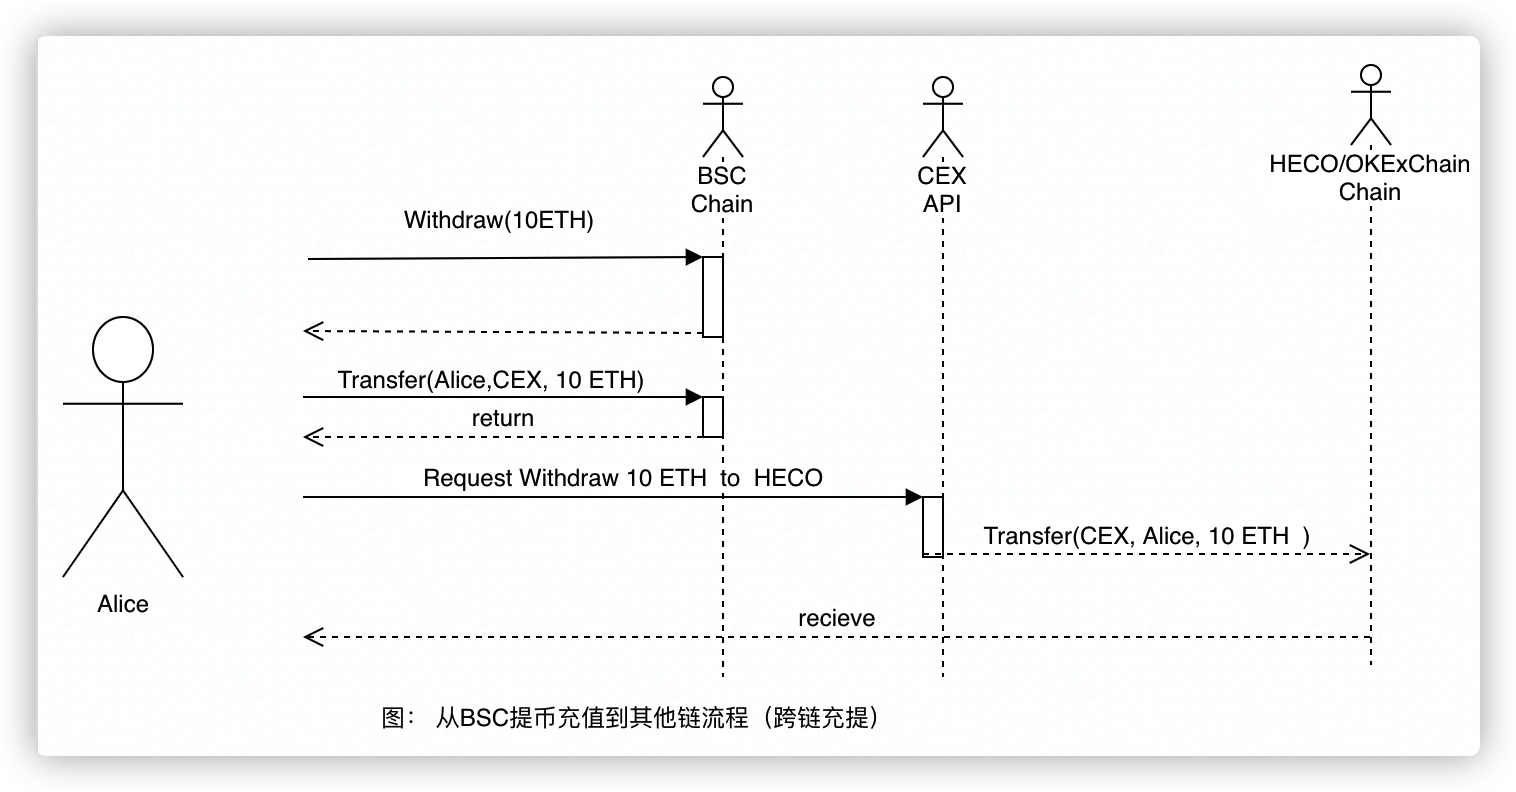 BSC
Chain
CEX
API
HECO/OKExChain
Chain
Withdraw(10ETH)
Transfer(Alice,CEX, 10 ETH)
return
Request Withdraw 10 ETH  to  HECO
Transfer(CEX, Alice, 10 ETH  )
Alice
recieve
图： 从BSC提币充值到其他链流程（跨链充提）